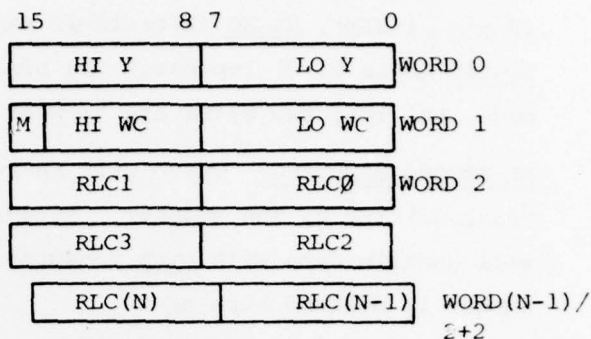 15 8 7 0
HI Y LO Y WORD 0
M HI WC LO WC WORD 1
RLC1 RLCØ WORD 2
RLC3 RLC2
RLC(N) RLC(N-1) WORD(N-1)/
2+2